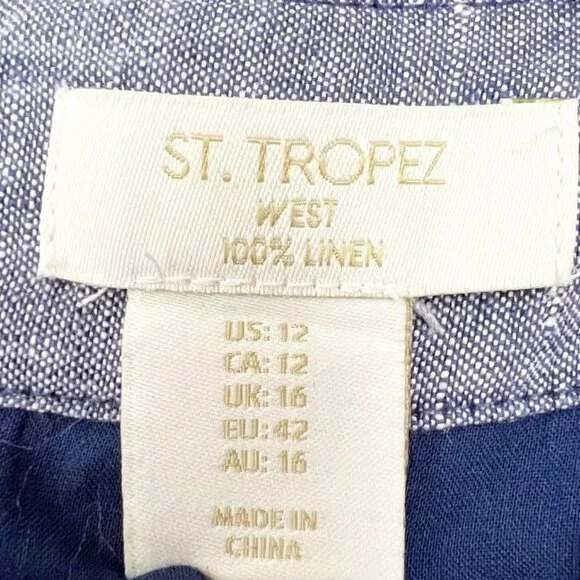 ST. TROPEZ
WEST
100% LINEN
US: 12
CA: 12
UK: 16
EU: 42
AU: 16
MADE IN
CHINA